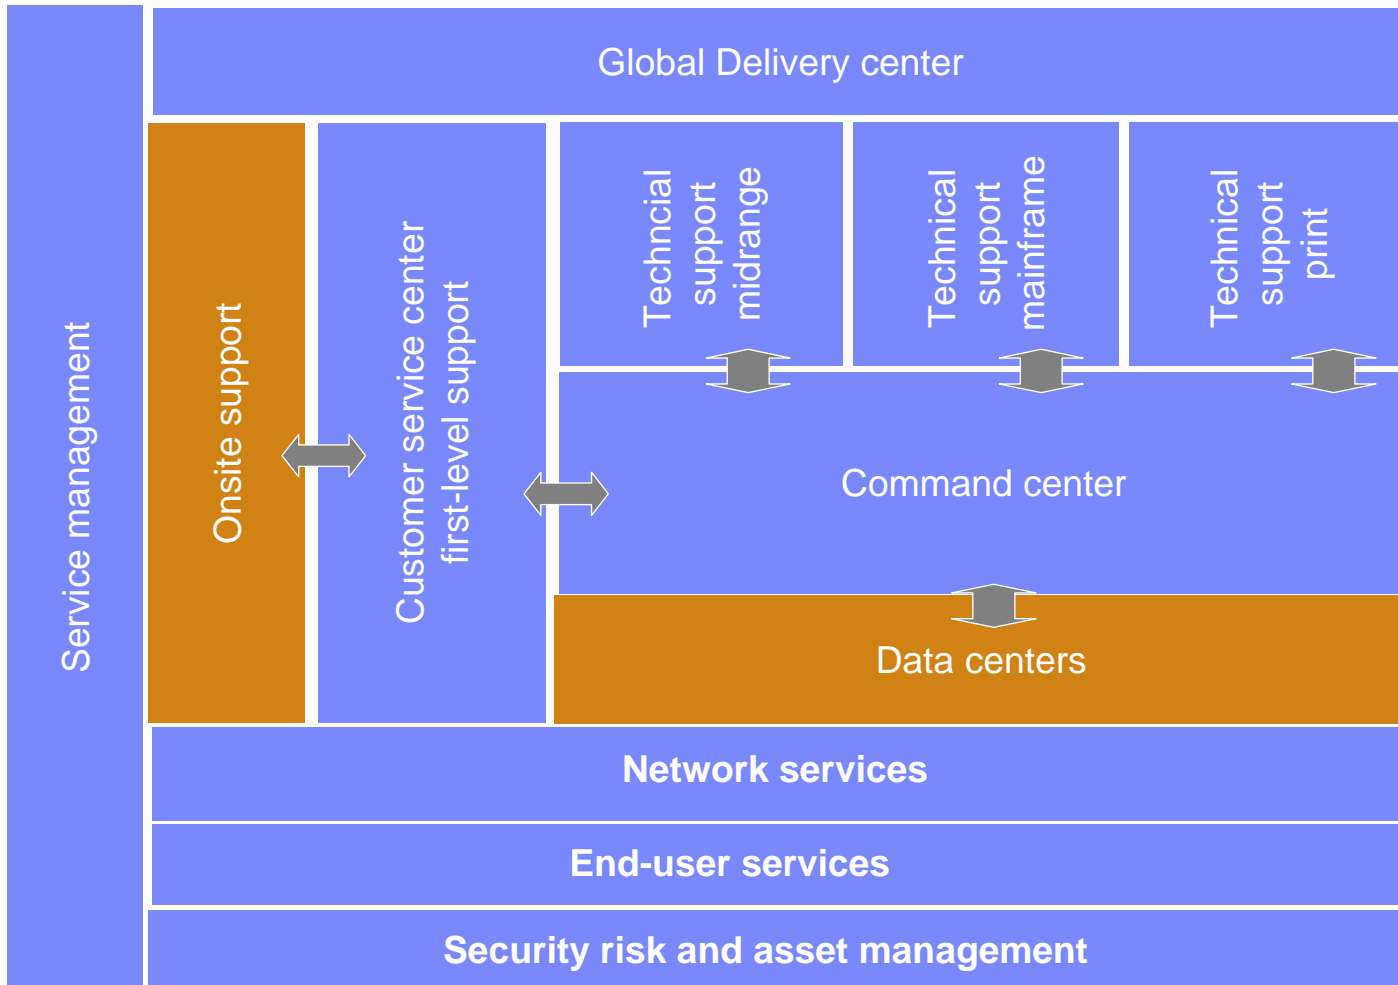 Global Delivery center
Service management
Onsite support
Customer service center
first-level support
Techncial
support
midrange
Technical
support
mainframe
Technical
support
print
Command center
Data centers
Network services
End-user services
Security risk and asset management